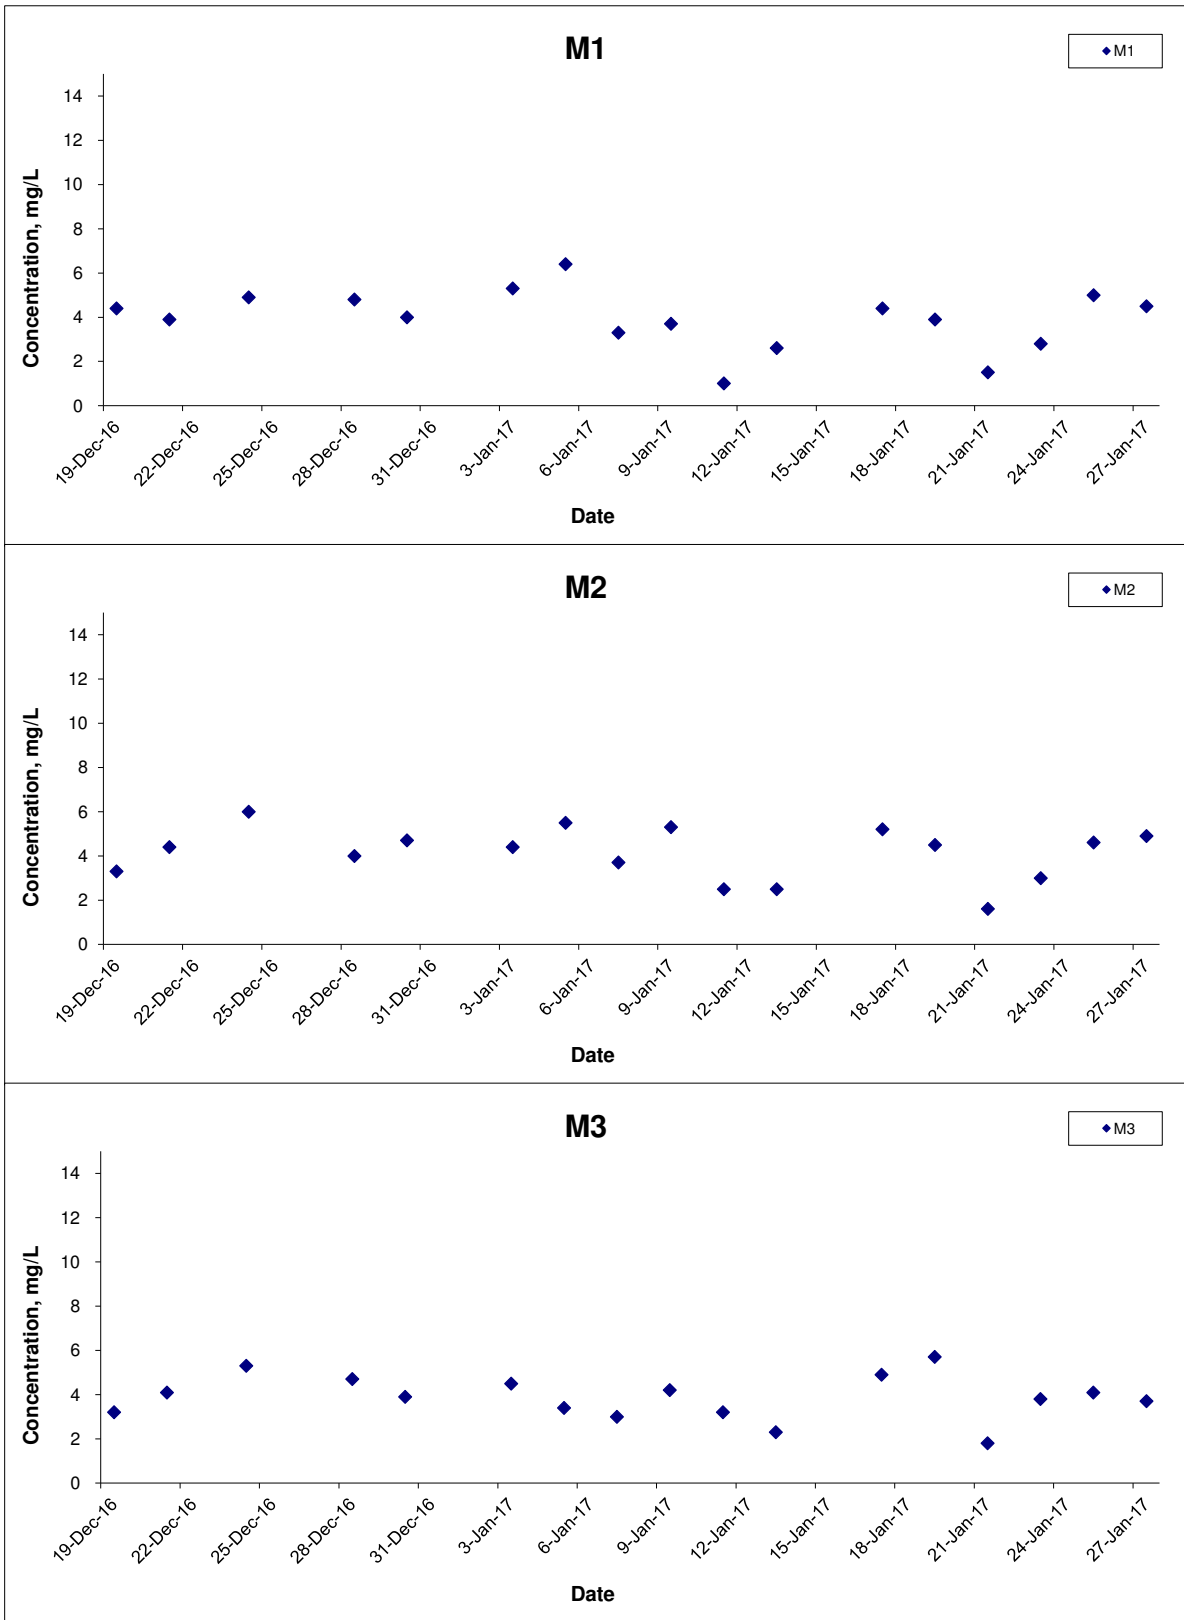 M1
M1
Concentration, mg/L
14
12
10
8
6
4
2
0
19-Dec-16
22-Dec-16
25-Dec-16
28-Dec-16
31-Dec-16
3-Jan-17
6-Jan-17
9-Jan-17
12-Jan-17
15-Jan-17
18-Jan-17
21-Jan-17
24-Jan-17
27-Jan-17
Date
M2
M2
Concentration, mg/L
14
12
10
8
6
4
2
0
19-Dec-16
22-Dec-16
25-Dec-16
28-Dec-16
31-Dec-16
3-Jan-17
6-Jan-17
9-Jan-17
12-Jan-17
15-Jan-17
18-Jan-17
21-Jan-17
24-Jan-17
27-Jan-17
Date
M3
M3
Concentration, mg/L
14
12
10
8
6
4
2
0
19-Dec-16
22-Dec-16
25-Dec-16
28-Dec-16
31-Dec-16
3-Jan-17
6-Jan-17
9-Jan-17
12-Jan-17
15-Jan-17
18-Jan-17
21-Jan-17
24-Jan-17
27-Jan-17
Date